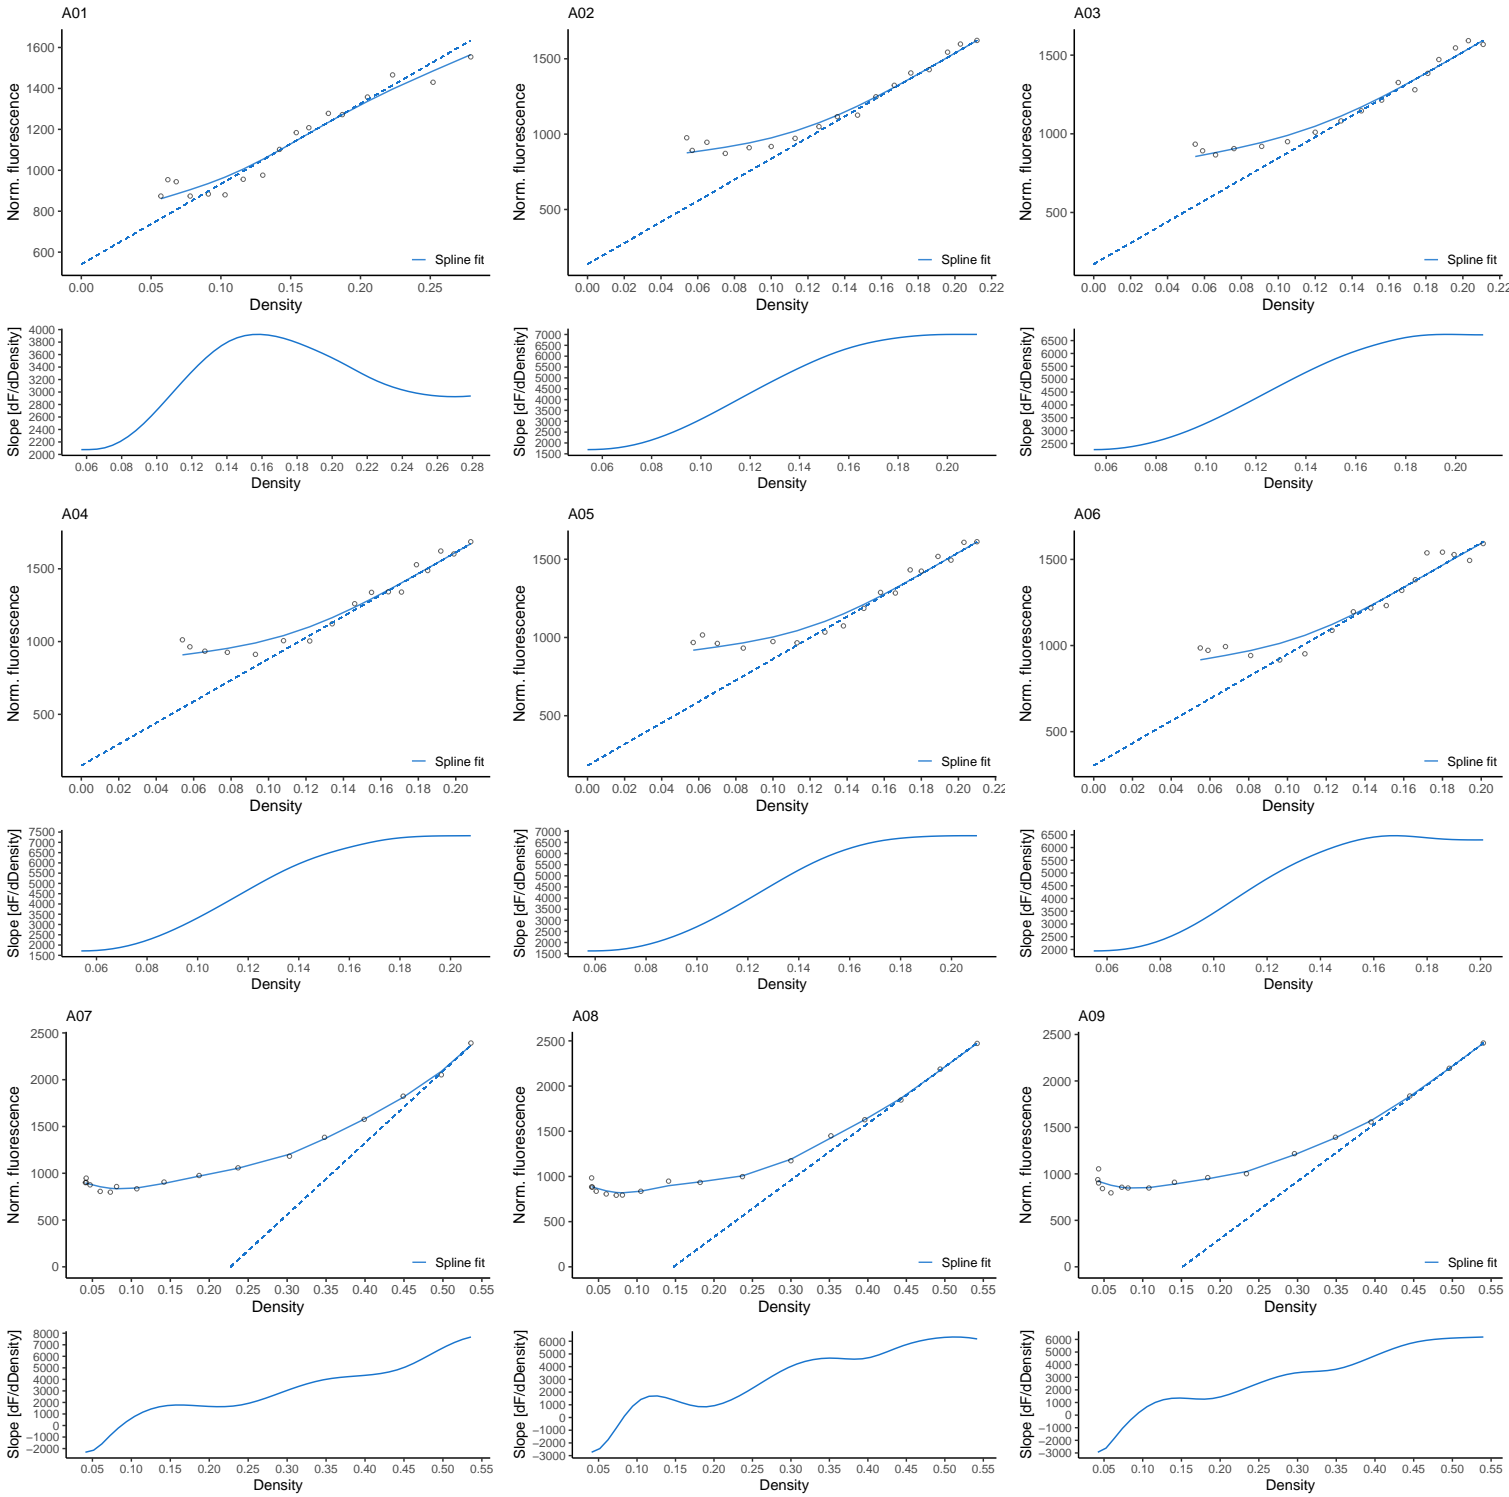 A01
A02
A03
Norm. fluorescence
1600
1400
1200
1000
800
600
Spline fit
0.00 0.05 0.10 0.15 0.20 0.25
Density
Norm. fluorescence
1500
1000
500
Spline fit
0.00 0.02 0.04 0.06 0.08 0.10 0.12 0.14 0.16 0.18 0.20 0.22
Density
Norm. fluorescence
1500
1000
500
Spline fit
0.00 0.02 0.04 0.06 0.08 0.10 0.12 0.14 0.16 0.18 0.20 0.22
Density
Slope [dF/dDensity]
4000
3800
3600
3400
3200
3000
2800
2600
2400
2200
2000
0.06 0.08 0.10 0.12 0.14 0.16 0.18 0.20 0.22 0.24 0.26 0.28
Density
Slope [dF/dDensity]
7000
6500
6000
5500
5000
4500
4000
3500
3000
2500
2000
1500
0.06 0.08 0.10 0.12 0.14 0.16 0.18 0.20
Density
Slope [dF/dDensity]
6500
6000
5500
5000
4500
4000
3500
3000
2500
0.06 0.08 0.10 0.12 0.14 0.16 0.18 0.20
Density
A04
A05
A06
Norm. fluorescence
1500
1000
500
Spline fit
0.00 0.02 0.04 0.06 0.08 0.10 0.12 0.14 0.16 0.18 0.20
Density
Norm. fluorescence
1500
1000
500
Spline fit
0.00 0.02 0.04 0.06 0.08 0.10 0.12 0.14 0.16 0.18 0.20 0.22
Density
Norm. fluorescence
1500
1000
500
Spline fit
0.00 0.02 0.04 0.06 0.08 0.10 0.12 0.14 0.16 0.18 0.20
Density
Slope [dF/dDensity]
7500
7000
6500
6000
5500
5000
4500
4000
3500
3000
2500
2000
1500
0.06 0.08 0.10 0.12 0.14 0.16 0.18 0.20
Density
Slope [dF/dDensity]
7000
6500
6000
5500
5000
4500
4000
3500
3000
2500
2000
1500
0.06 0.08 0.10 0.12 0.14 0.16 0.18 0.20
Density
Slope [dF/dDensity]
6500
6000
5500
5000
4500
4000
3500
3000
2500
2000
0.06 0.08 0.10 0.12 0.14 0.16 0.18 0.20
Density
A07
A08
A09
Norm. fluorescence
2500
2000
1500
1000
500
0
Spline fit
0.05 0.10 0.15 0.20 0.25 0.30 0.35 0.40 0.45 0.50 0.55
Density
Norm. fluorescence
2500
2000
1500
1000
500
0
Spline fit
0.05 0.10 0.15 0.20 0.25 0.30 0.35 0.40 0.45 0.50 0.55
Density
Norm. fluorescence
2500
2000
1500
1000
500
0
Spline fit
0.05 0.10 0.15 0.20 0.25 0.30 0.35 0.40 0.45 0.50 0.55
Density
Slope [dF/dDensity]
8000
7000
6000
5000
4000
3000
2000
1000
0
−1000
−2000
0.05 0.10 0.15 0.20 0.25 0.30 0.35 0.40 0.45 0.50 0.55
Density
Slope [dF/dDensity]
6000
5000
4000
3000
2000
1000
0
−1000
−2000
−3000
0.05 0.10 0.15 0.20 0.25 0.30 0.35 0.40 0.45 0.50 0.55
Density
Slope [dF/dDensity]
6000
5000
4000
3000
2000
1000
0
−1000
−2000
−3000
0.05 0.10 0.15 0.20 0.25 0.30 0.35 0.40 0.45 0.50 0.55
Density